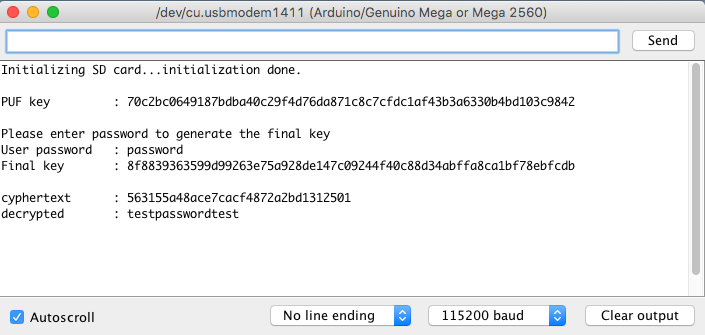 /dev/cu.usbmodem1411 (Arduino/Genuino Mega or Mega 2560)
Send
Initializing SD card...initialization done.
PUF key : 70c2bc0649187bdba40c29f4d76da871c8c7cfdc1af43b3a6330b4bd103c9842
Please enter password to generate the final key
User password : password
Final key : 8f8839363599d99263e75a928de147c09244f40c88d34abffa8ca1bf78ebfcdb
cyphertext : 563155a48ace7cacf4872a2bd1312501
decrypted : testpasswordtest
Autoscroll
No line ending
115200 baud
Clear output